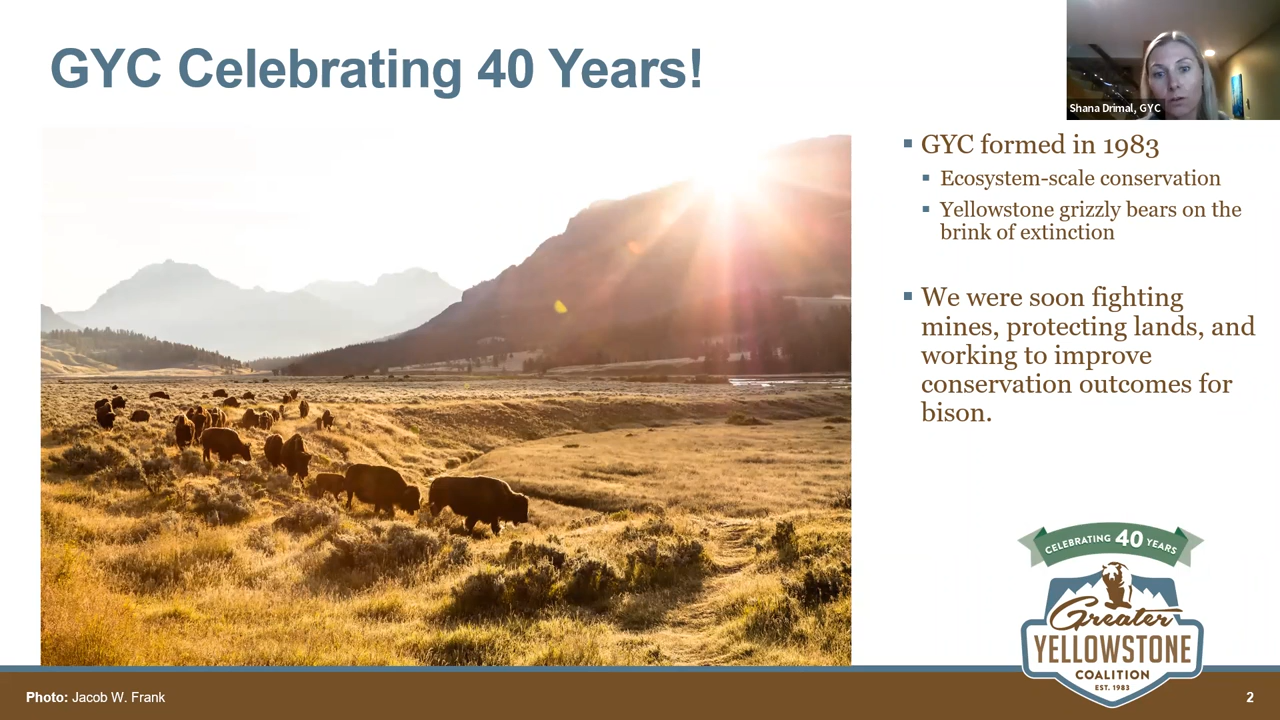 GYC Celebrating 40 Years!
Shana Drimal, GYC
GYC formed in 1983
Ecosystem-scale conservation
Yellowstone grizzly bears on the
brink of extinction
We were soon fighting
mines, protecting lands, and
working to improve
conservation outcomes for
bison.
CELEBRATING 40 YEARS
Greater
YELLOWSTONE
COALITION
EST. 1983
Photo: Jacob W. Frank
2